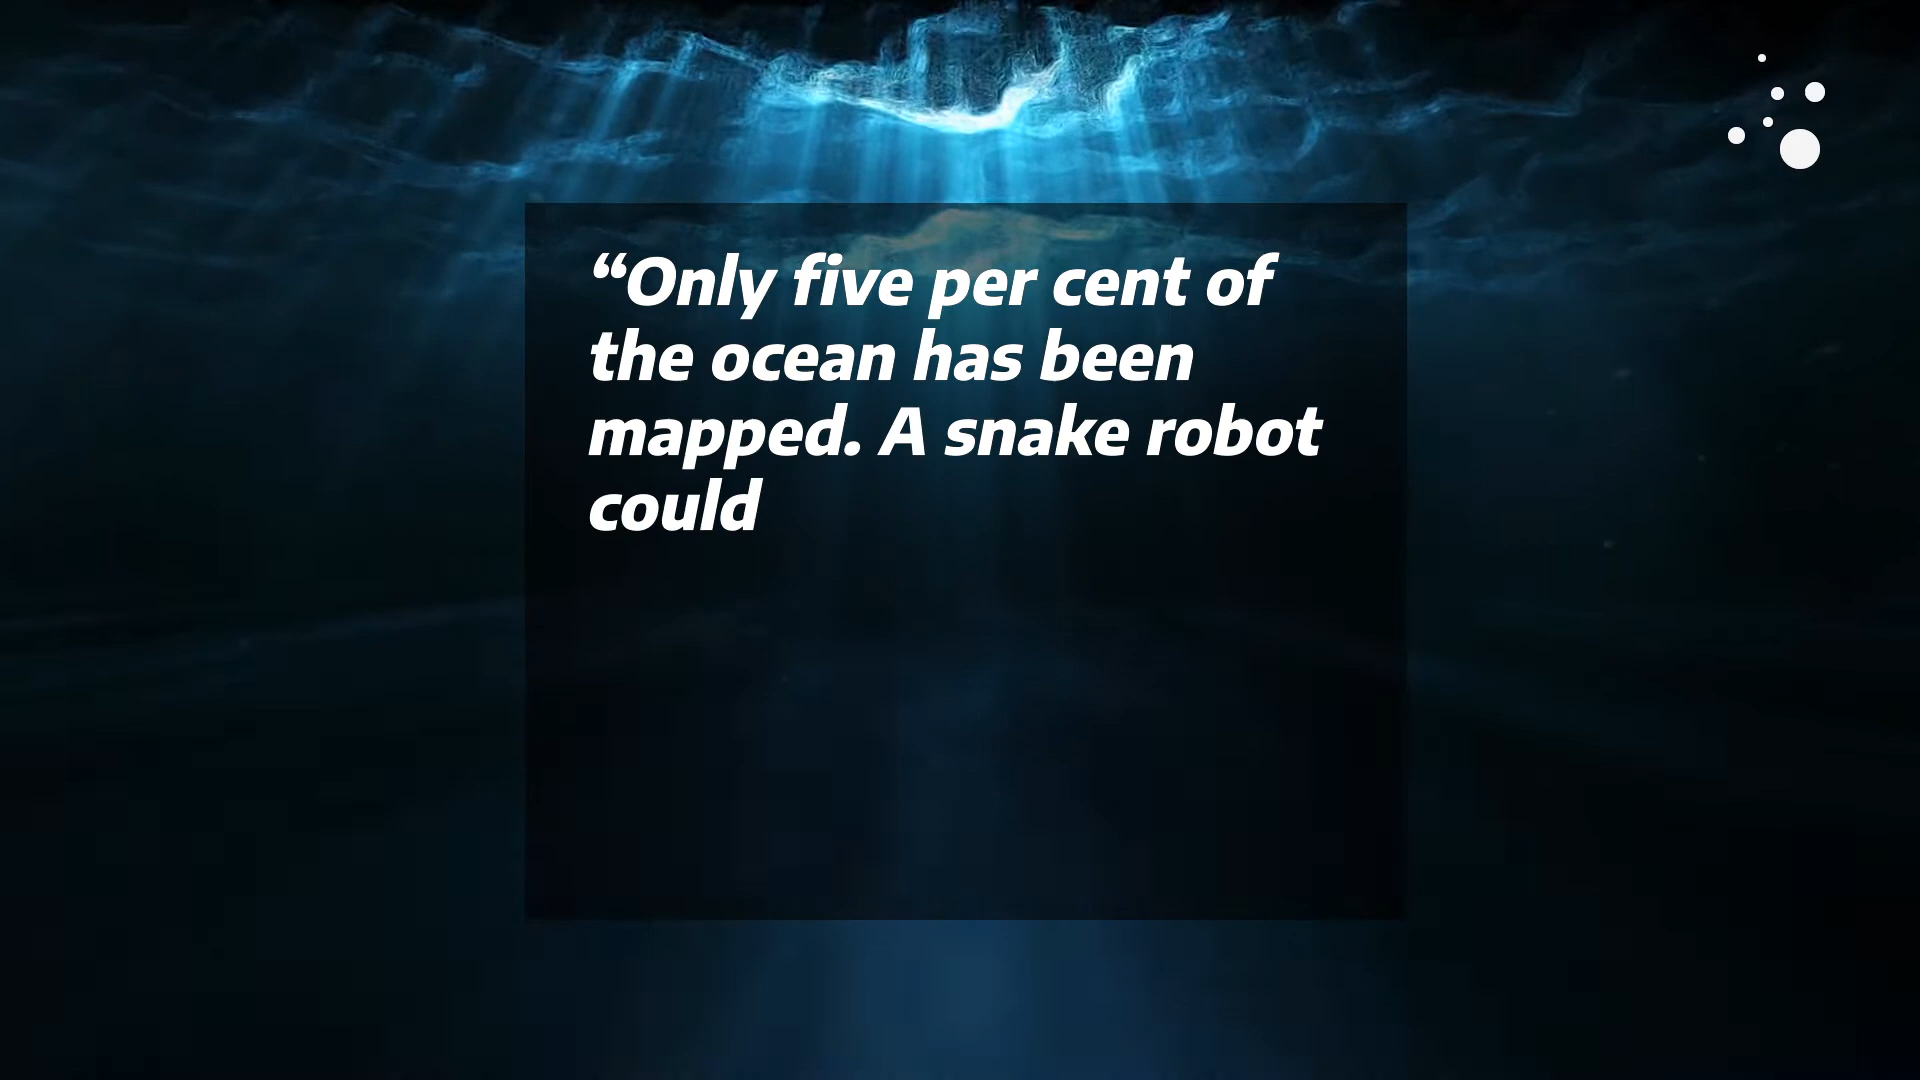 “Only five per cent of
the ocean has been
mapped. A snake robot
could